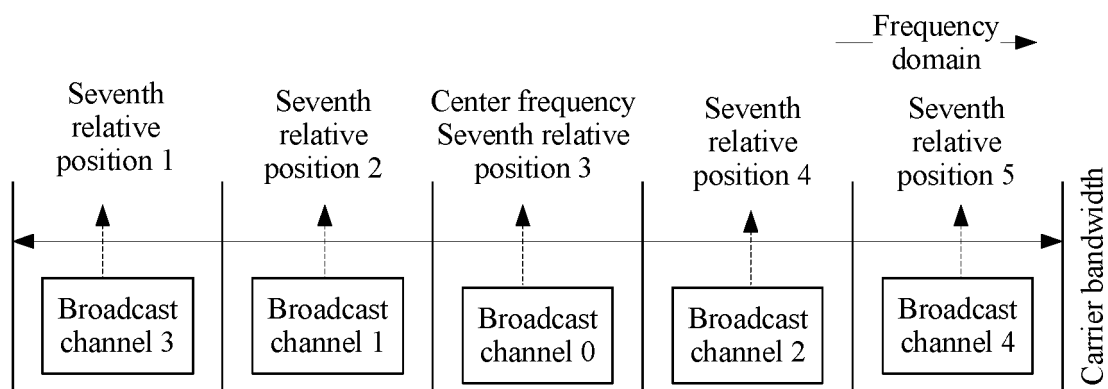 Frequency
domain
Seventh
relative
position 1
Seventh
relative
position 2
Center frequency
Seventh relative
position 3
Seventh
relative
position 4
Seventh
relative
position 5
Broadcast
channel 3
Broadcast
channel 1
Broadcast
channel 0
Broadcast
channel 2
Broadcast
channel 4
Carrier bandwidth